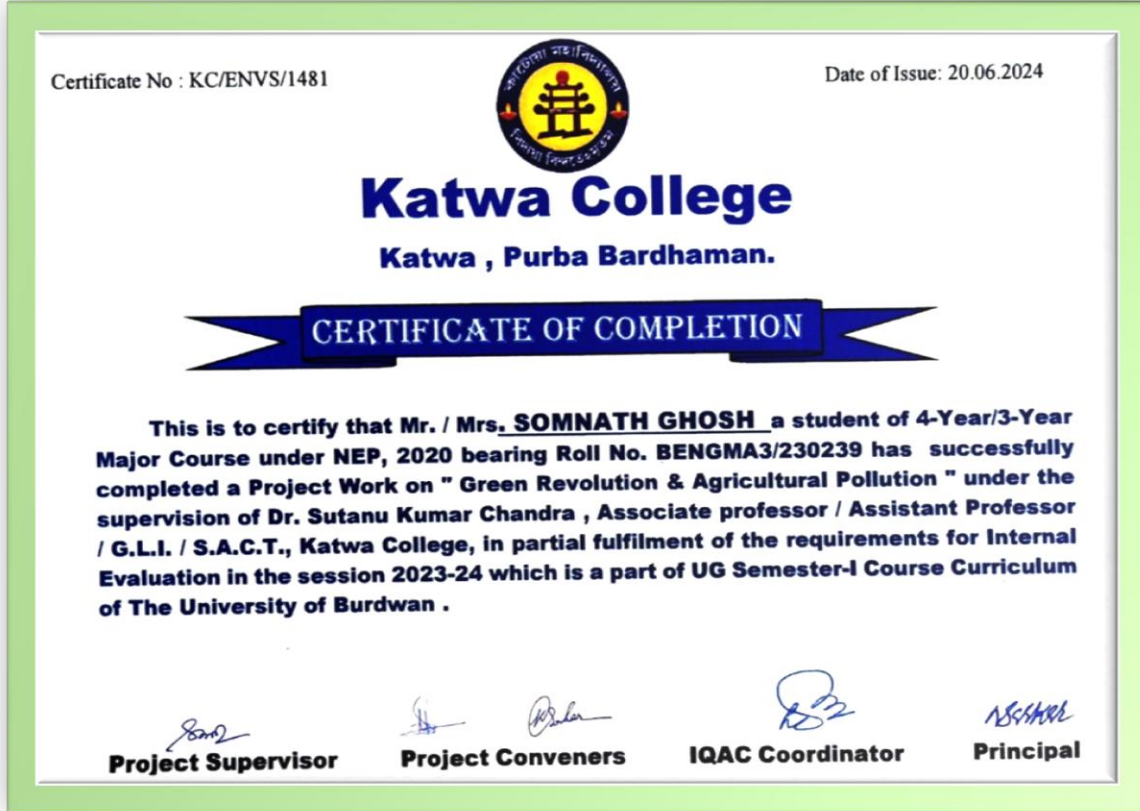 Certificate No : KC/ENVS/1481
Date of Issue: 20.06.2024
কাটোয়া মহাবিদ্যালয়
Katwa College
Katwa , Purba Bardhaman.
CERTIFICATE OF COMPLETION
This is to certify that Mr. / Mrs. SOMNATH GHOSH a student of 4-Year/3-Year
Major Course under NEP, 2020 bearing Roll No. BENGMA3/230239 has successfully
completed a Project Work on " Green Revolution & Agricultural Pollution " under the
supervision of Dr. Sutanu Kumar Chandra , Associate professor / Assistant Professor
/ G.L.I. / S.A.C.T., Katwa College, in partial fulfilment of the requirements for Internal
Evaluation in the session 2023-24 which is a part of UG Semester-I Course Curriculum
of The University of Burdwan .
Project Supervisor
Project Conveners
IQAC Coordinator
Principal